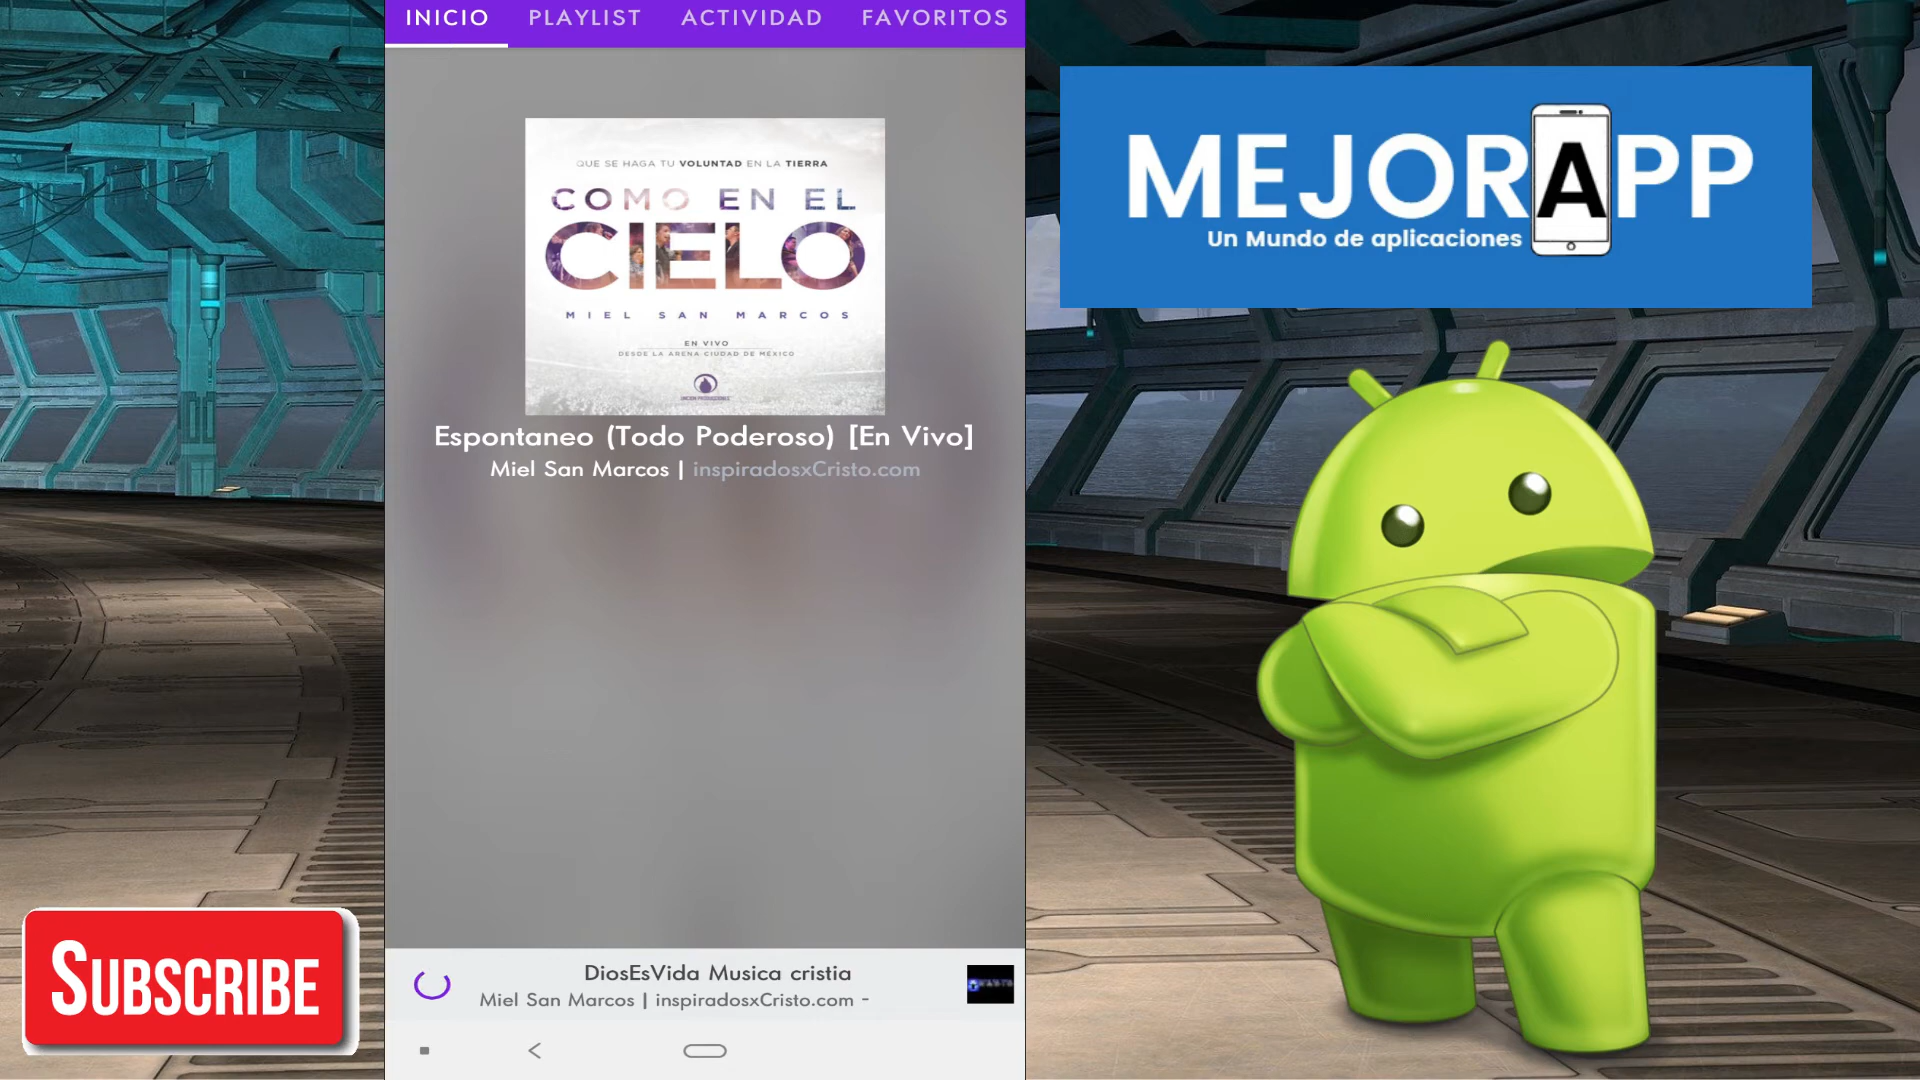 INICIO PLAYLIST ACTIVIDAD FAVORITOS
QUE SE HAGA TU VOLUNTAD EN LA TIERRA
COMO EN EL
CIELO
MIEL SAN MARCOS
EN VIVO
DESDE LA ARENA CIUDAD DE MÉXICO
Espontaneo (Todo Poderoso) [En Vivo]
Miel San Marcos | inspiradosxCristo.com
DiosEsVida Musica cristia
Miel San Marcos | inspiradosxCristo.com -
MEJORAPP
Un Mundo de aplicaciones
SUBSCRIBE